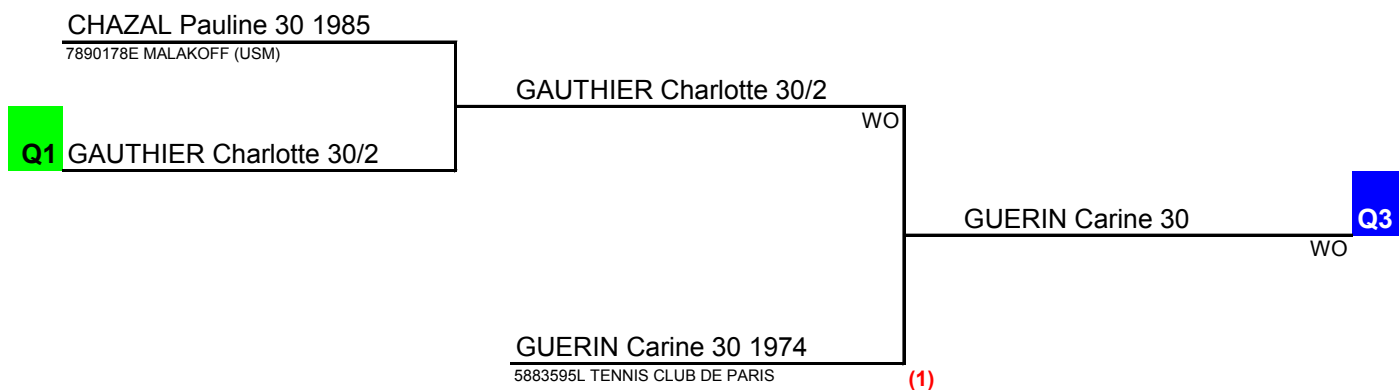 CHAZAL Pauline 30 1985
7890178E MALAKOFF (USM)
GAUTHIER Charlotte 30/2
WO
Q1 GAUTHIER Charlotte 30/2
GUERIN Carine 30
Q3
WO
GUERIN Carine 30 1974
5883595L TENNIS CLUB DE PARIS
(1)